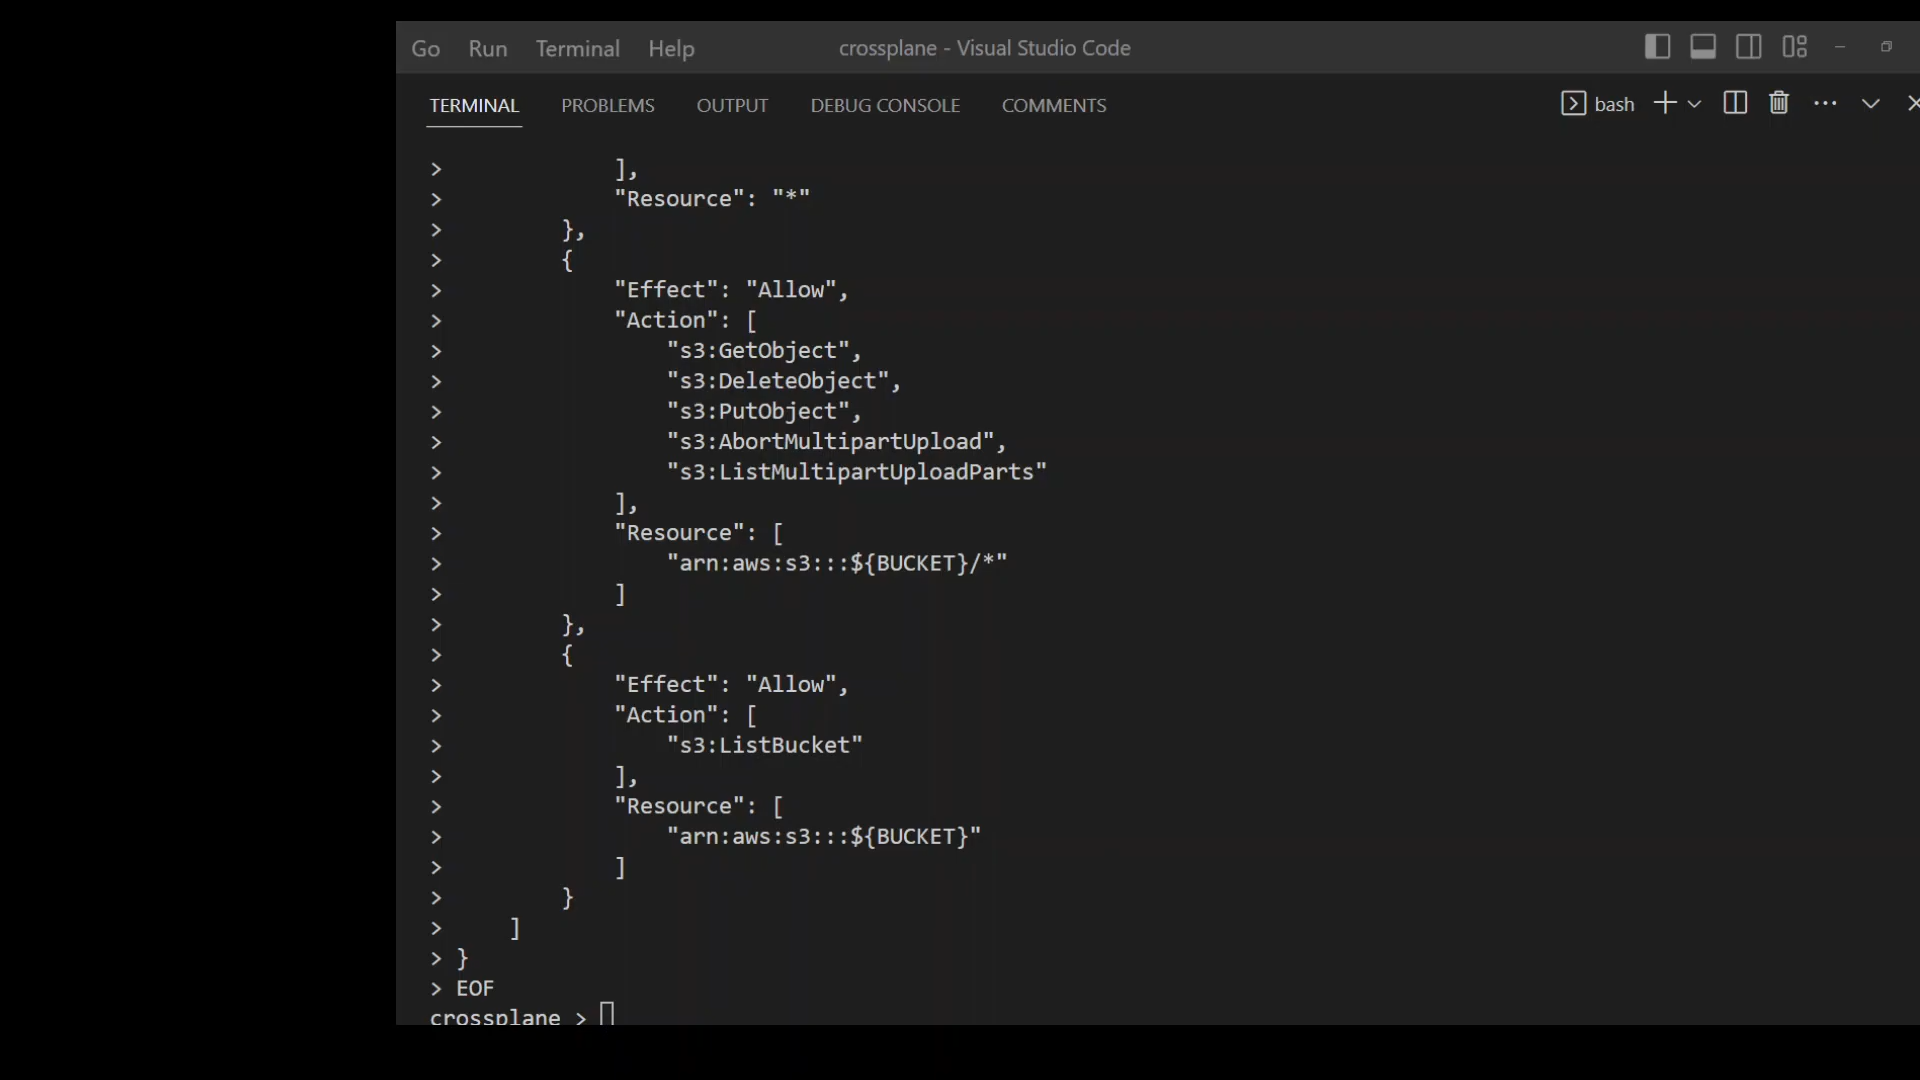 Go Run Terminal Help crossplane - Visual Studio Code
TERMINAL PROBLEMS OUTPUT DEBUG CONSOLE COMMENTS bash
>             ],
>             "Resource": "*"
>         },
>         {
>             "Effect": "Allow",
>             "Action": [
>                 "s3:GetObject",
>                 "s3:DeleteObject",
>                 "s3:PutObject",
>                 "s3:AbortMultipartUpload",
>                 "s3:ListMultipartUploadParts"
>             ],
>             "Resource": [
>                 "arn:aws:s3:::${BUCKET}/*"
>             ]
>         },
>         {
>             "Effect": "Allow",
>             "Action": [
>                 "s3:ListBucket"
>             ],
>             "Resource": [
>                 "arn:aws:s3:::${BUCKET}"
>             ]
>         }
>     ]
> }
> EOF
crossplane >